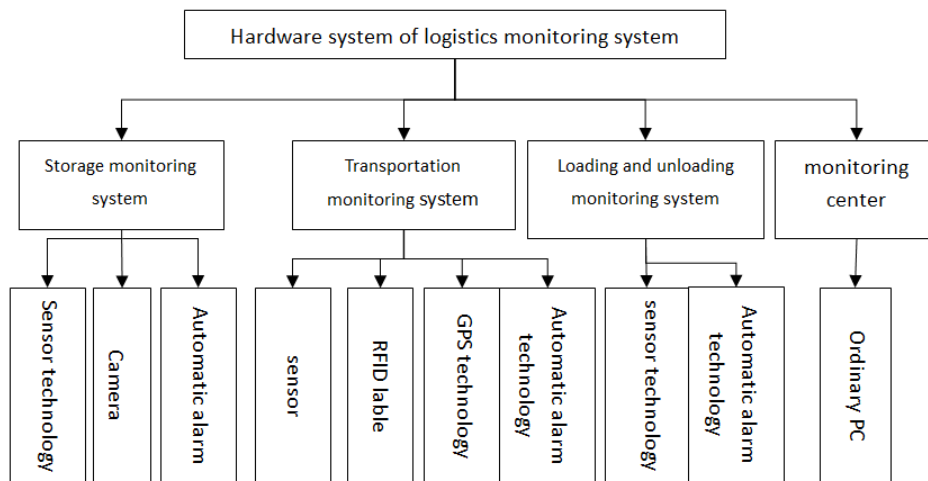 Hardware system of logistics monitoring system
Storage monitoring
system
Transportation
monitoring system
Loading and unloading
monitoring system
monitoring
center
Sensor technology
Camera
Automatic alarm
sensor
RFID lable
GPS technology
Automatic alarm
technology
sensor technology
Automatic alarm
technology
Ordinary PC